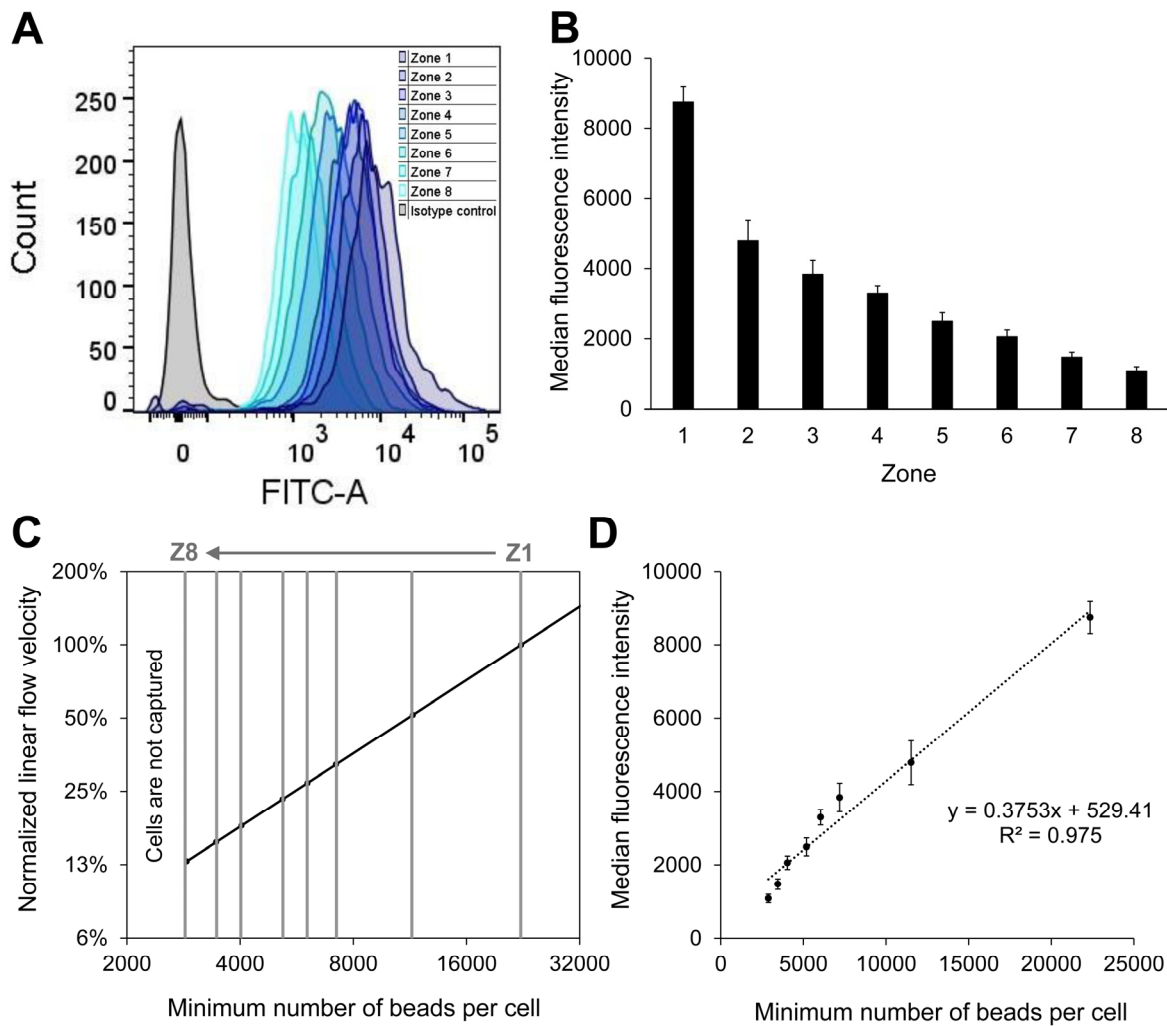 A
Count
250
200
150
100
50
0
Zone 1
Zone 2
Zone 3
Zone 4
Zone 5
Zone 6
Zone 7
Zone 8
Isotype control
0
10 3
10 4
10 5
FITC-A
B
Median fluorescence intensity
10000
8000
6000
4000
2000
0
1 2 3 4 5 6 7 8
Zone
C
Z8 Z1
Normalized linear flow velocity
200%
100%
50%
25%
13%
6%
Cells are not captured
2000 4000 8000 16000 32000
Minimum number of beads per cell
D
Median fluorescence intensity
10000
8000
6000
4000
2000
0
y = 0.3753x + 529.41
R² = 0.975
0 5000 10000 15000 20000 25000
Minimum number of beads per cell